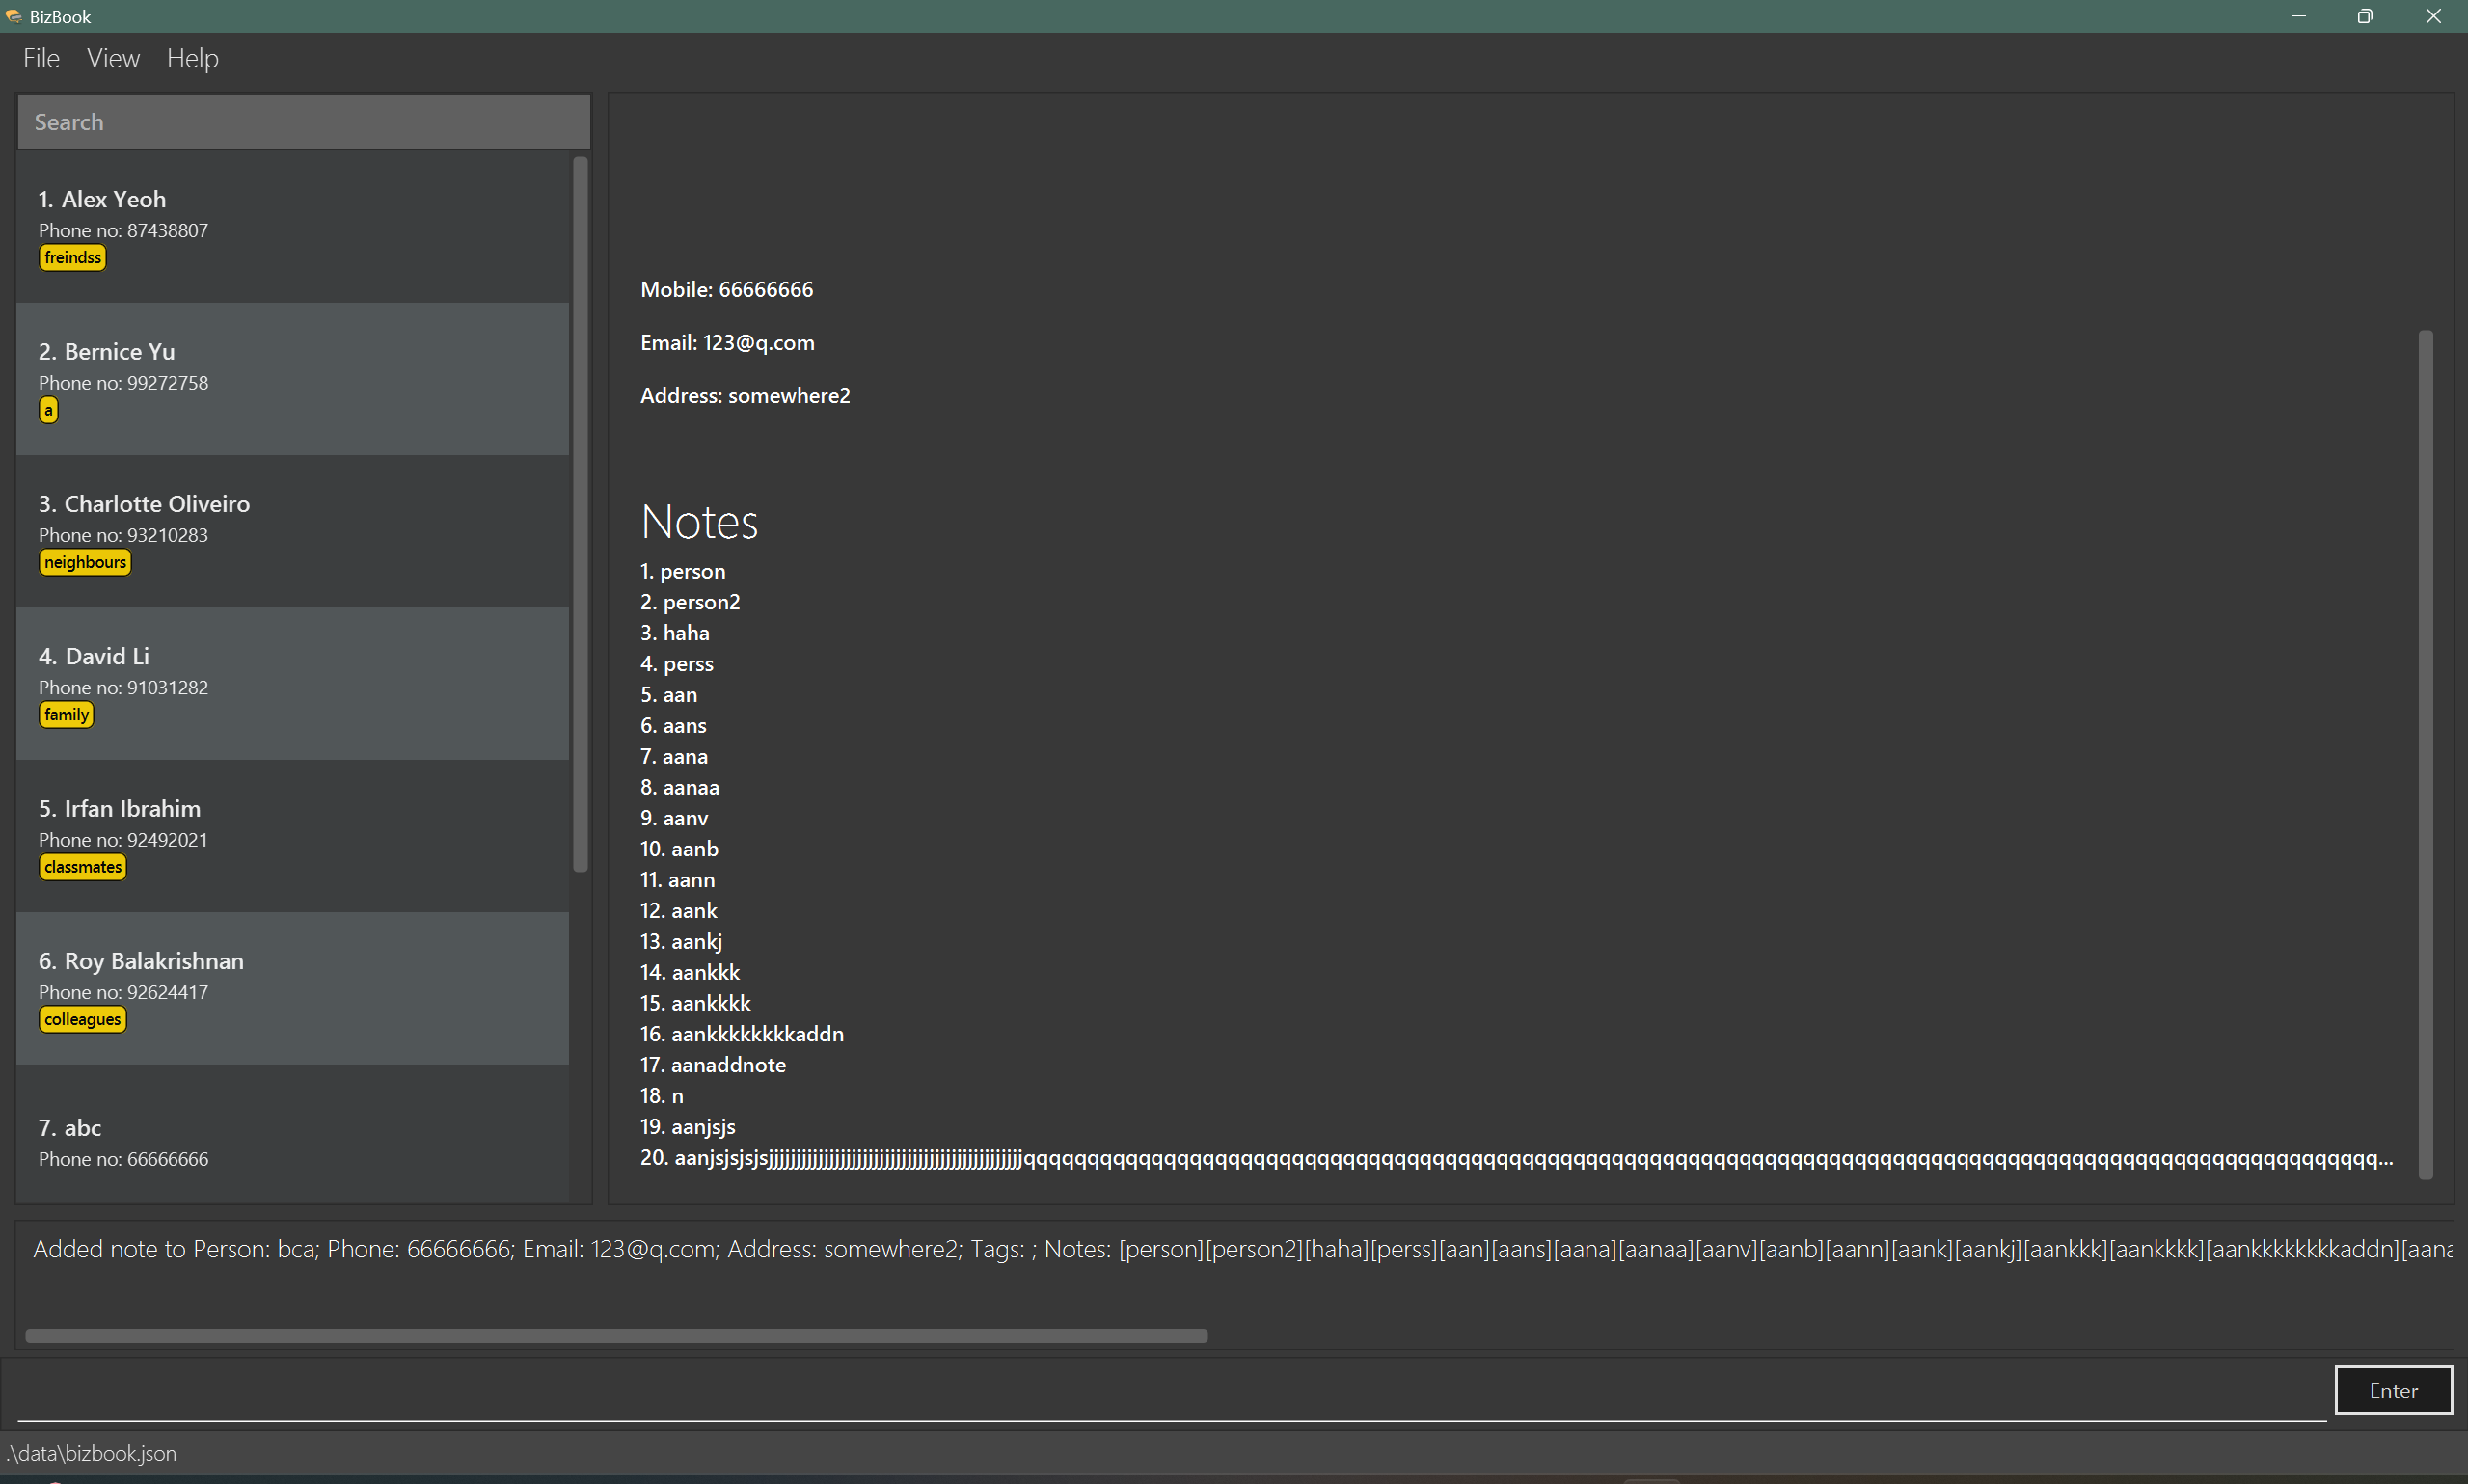 BizBook
File View Help
Search
1. Alex Yeoh
Phone no: 87438807
freindss
2. Bernice Yu
Phone no: 99272758
a
3. Charlotte Oliveiro
Phone no: 93210283
neighbours
4. David Li
Phone no: 91031282
family
5. Irfan Ibrahim
Phone no: 92492021
classmates
6. Roy Balakrishnan
Phone no: 92624417
colleagues
7. abc
Phone no: 66666666
Mobile: 66666666
Email: 123@q.com
Address: somewhere2
Notes
1. person
2. person2
3. haha
4. perss
5. aan
6. aans
7. aana
8. aanaa
9. aanv
10. aanb
11. aann
12. aank
13. aankj
14. aankkk
15. aankkkk
16. aankkkkkkkkaddn
17. aanaddnote
18. n
19. aanjsjs
20.
Added note to Person: bca; Phone: 66666666; Email: 123@q.com; Address: somewhere2; Tags: ; Notes: [person][person2][haha][perss][aan][aans][aana][aanaa][aanv][aanb][aann][aank][aankj][aankkk][aankkkk][aankkkkkkkkaddn][aana
Enter
.\data\bizbook.json